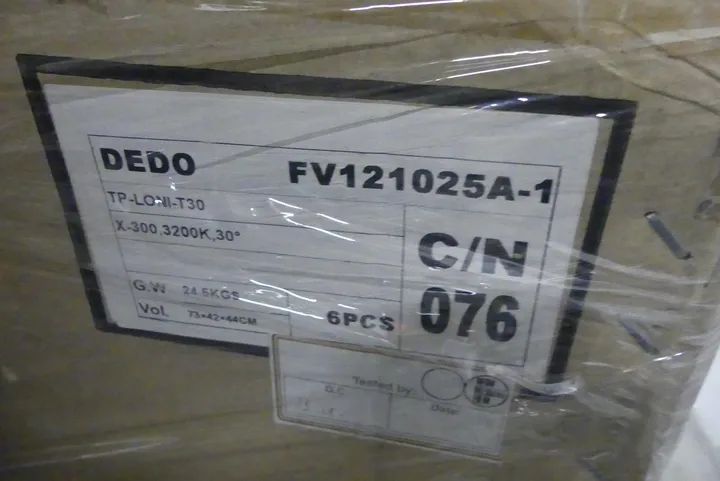 DEDO FV121025A-1
TP-LONI-T30
X-300,3200K,30°
C/N
076
G.W 24.5KGS
Vol. 73*42*44CM
6PCS
Tested by:
Q.C
Date: